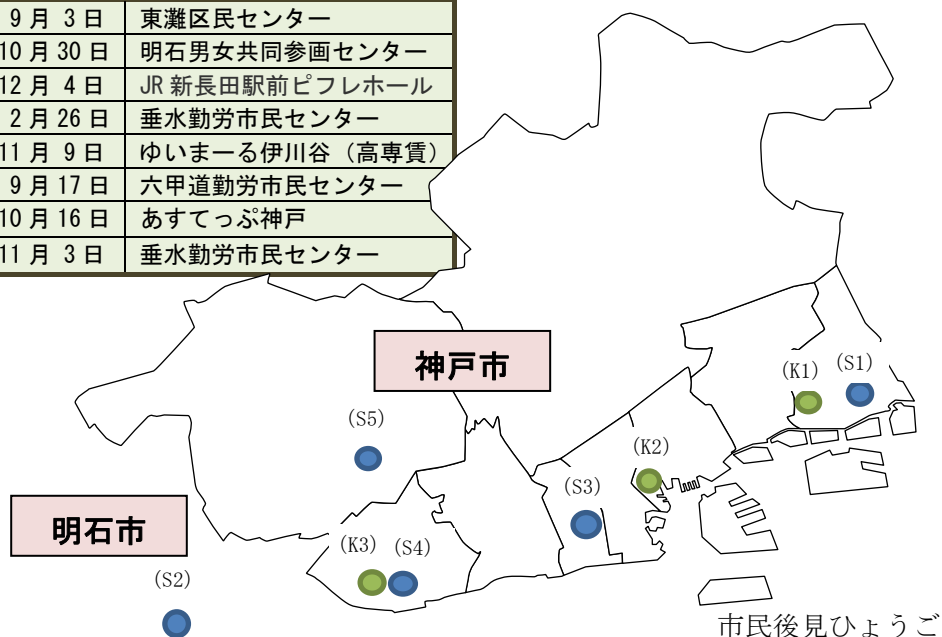 9月 3日 東灘区民センター
10月30日 明石男女共同参画センター
12月 4日 JR新長田駅前ピフレホール
2月26日 垂水勤労市民センター
11月 9日 ゆいまーる伊川谷（高専賃）
9月17日 六甲道勤労市民センター
10月16日 あすてっぷ神戸
11月 3日 垂水勤労市民センター
神戸市
(K1) (S1)
(S5)
(K2)
(S3)
明石市
(K3) (S4)
(S2)
市民後見ひょうご